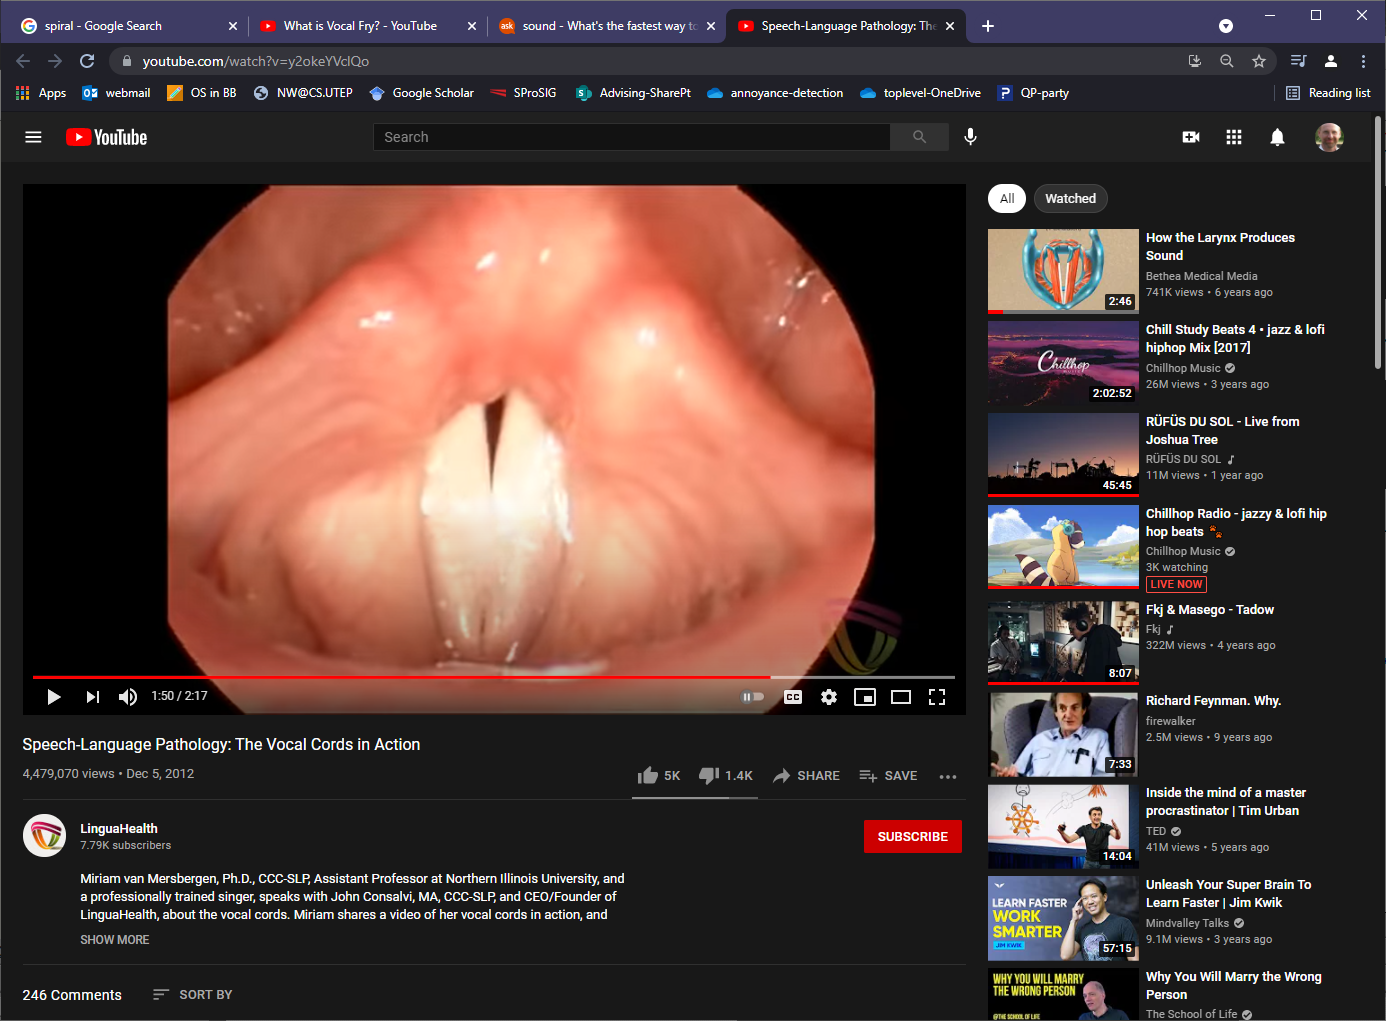 spiral - Google Search
What is Vocal Fry? - YouTube
ask
sound - What's the fastest way to
Speech-Language Pathology: The
youtube.com/watch?v=y2okeYVclQo
Apps
webmail
OS in BB
NW@CS.UTEP
Google Scholar
SProSIG
Advising-SharePt
annoyance-detection
toplevel-OneDrive
QP-party
Reading list
YouTube
Search
1:50 / 2:17
CC
Speech-Language Pathology: The Vocal Cords in Action
4,479,070 views • Dec 5, 2012
5K
1.4K
SHARE
SAVE
LinguaHealth
7.79K subscribers
SUBSCRIBE
Miriam van Mersbergen, Ph.D., CCC-SLP, Assistant Professor at Northern Illinois University, and
a professionally trained singer, speaks with John Consalvi, MA, CCC-SLP, and CEO/Founder of
LinguaHealth, about the vocal cords. Miriam shares a video of her vocal cords in action, and
SHOW MORE
246 Comments
SORT BY
All
Watched
2:46
How the Larynx Produces
Sound
Bethea Medical Media
741K views • 6 years ago
Chillhop
2:02:52
Chill Study Beats 4 • jazz & lofi
hiphop Mix [2017]
Chillhop Music
26M views • 3 years ago
45:45
RÜFÜS DU SOL - Live from
Joshua Tree
RÜFÜS DU SOL
11M views • 1 year ago
Chillhop Radio - jazzy & lofi hip
hop beats 🐾
Chillhop Music
3K watching
LIVE NOW
8:07
Fkj & Masego - Tadow
Fkj
322M views • 4 years ago
7:33
Richard Feynman. Why.
firewalker
2.5M views • 9 years ago
14:04
Inside the mind of a master
procrastinator | Tim Urban
TED
41M views • 5 years ago
LEARN FASTER
WORK
SMARTER
JIM KWIK
57:15
Unleash Your Super Brain To
Learn Faster | Jim Kwik
Mindvalley Talks
9.1M views • 3 years ago
WHY YOU WILL MARRY
THE WRONG PERSON
@THE SCHOOL OF LIFE
Why You Will Marry the Wrong
Person
The School of Life